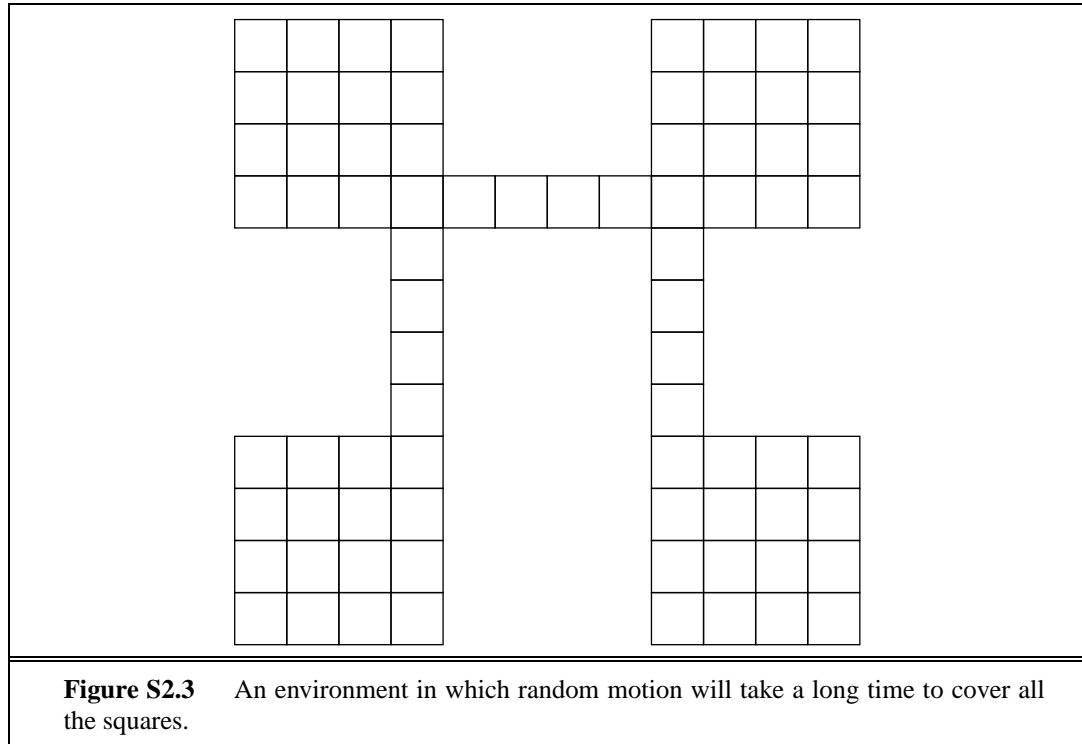 Figure S2.3 An environment in which random motion will take a long time to cover all
the squares.